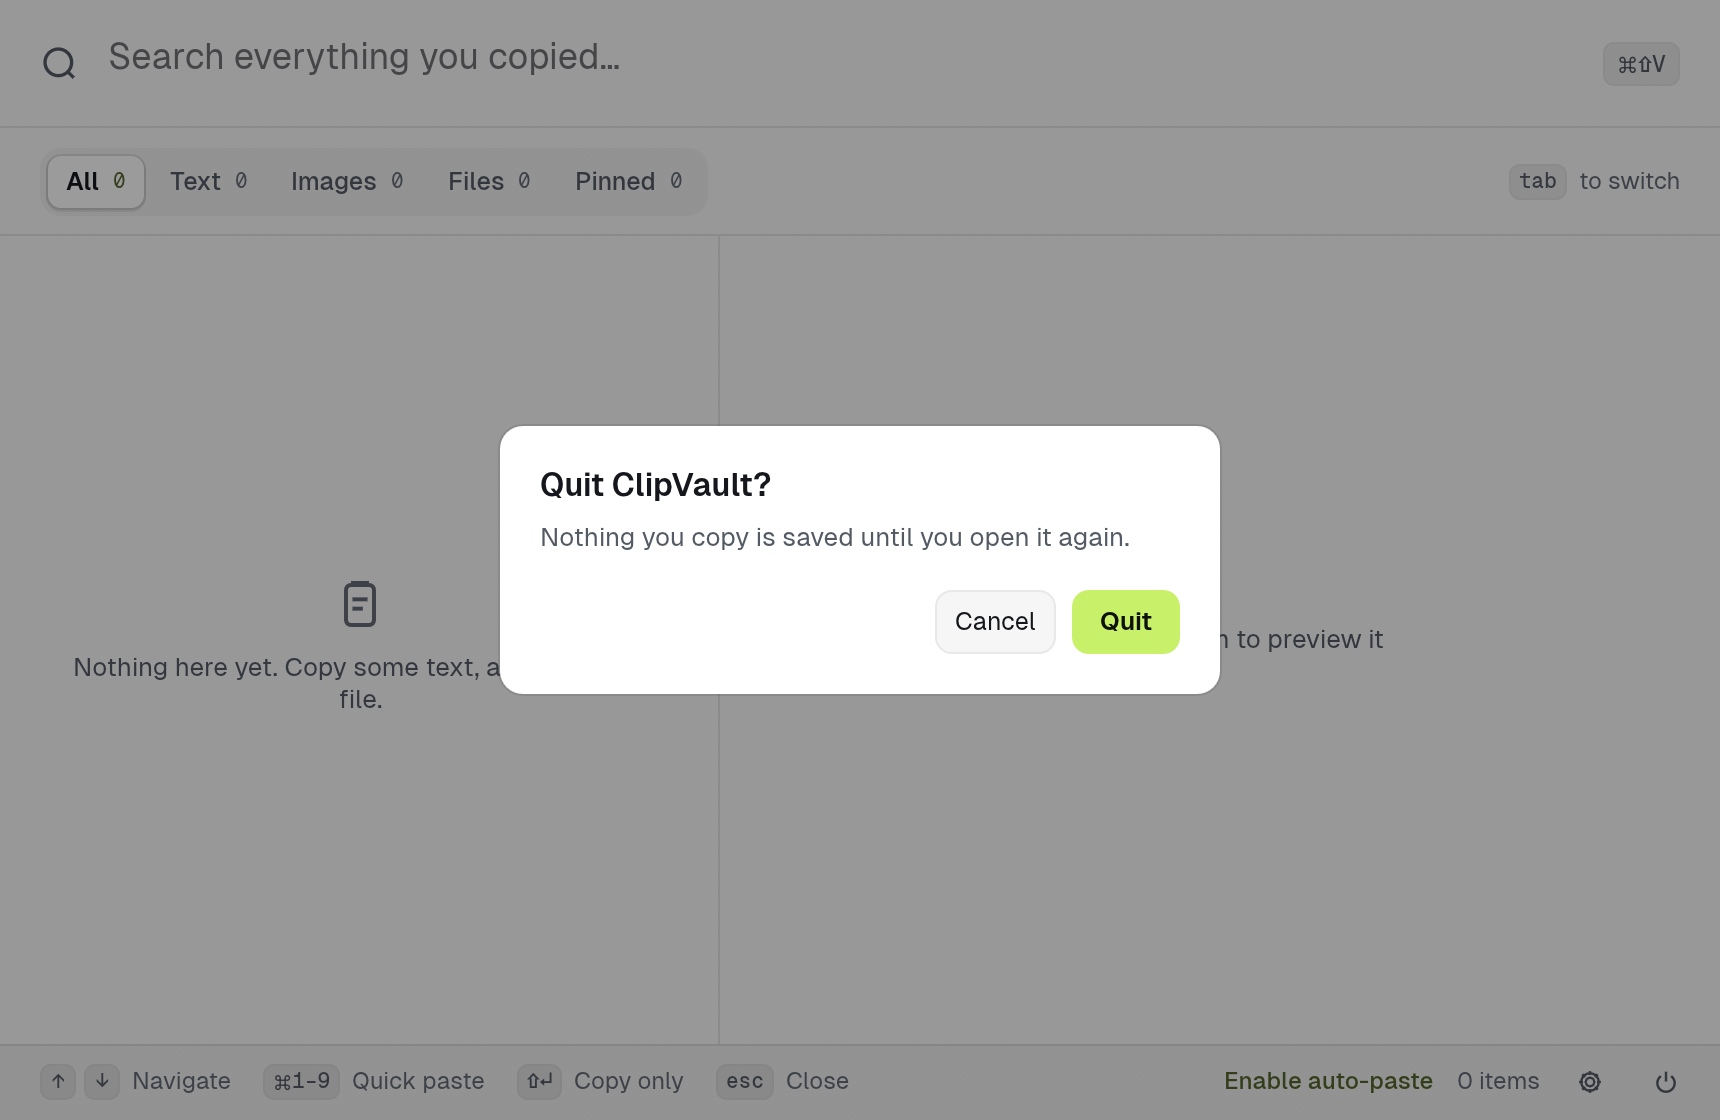 Search everything you copied...
⌘⇧V
All 0 Text 0 Images 0 Files 0 Pinned 0
tab to switch
Quit ClipVault?
Nothing you copy is saved until you open it again.
Cancel Quit
Nothing here yet. Copy some text, a
file.
to preview it
↑ ↓ Navigate ⌘1-9 Quick paste ⇧↵ Copy only esc Close
Enable auto-paste 0 items